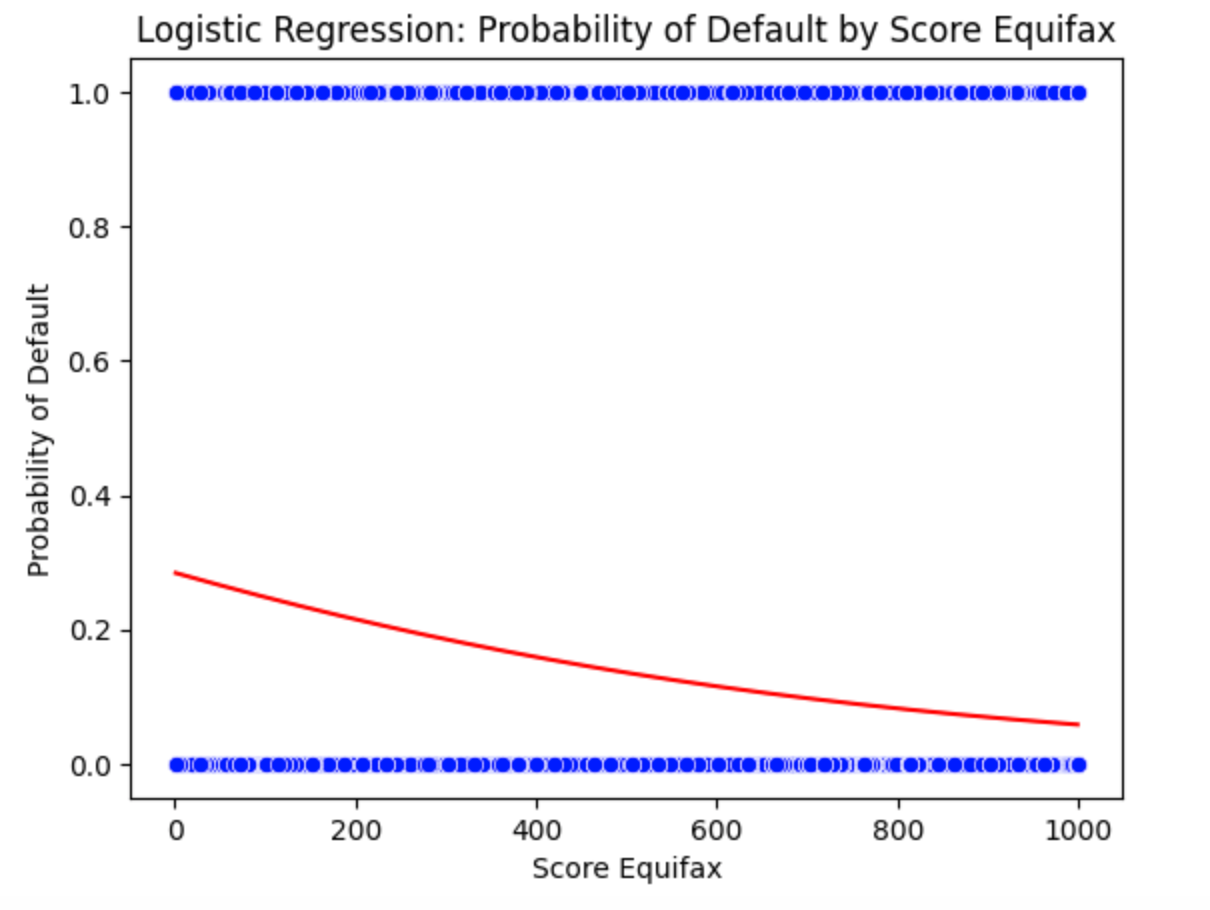 Logistic Regression: Probability of Default by Score Equifax
1.0
0.8
0.6
0.4
0.2
0.0
Probability of Default
0 200 400 600 800 1000
Score Equifax